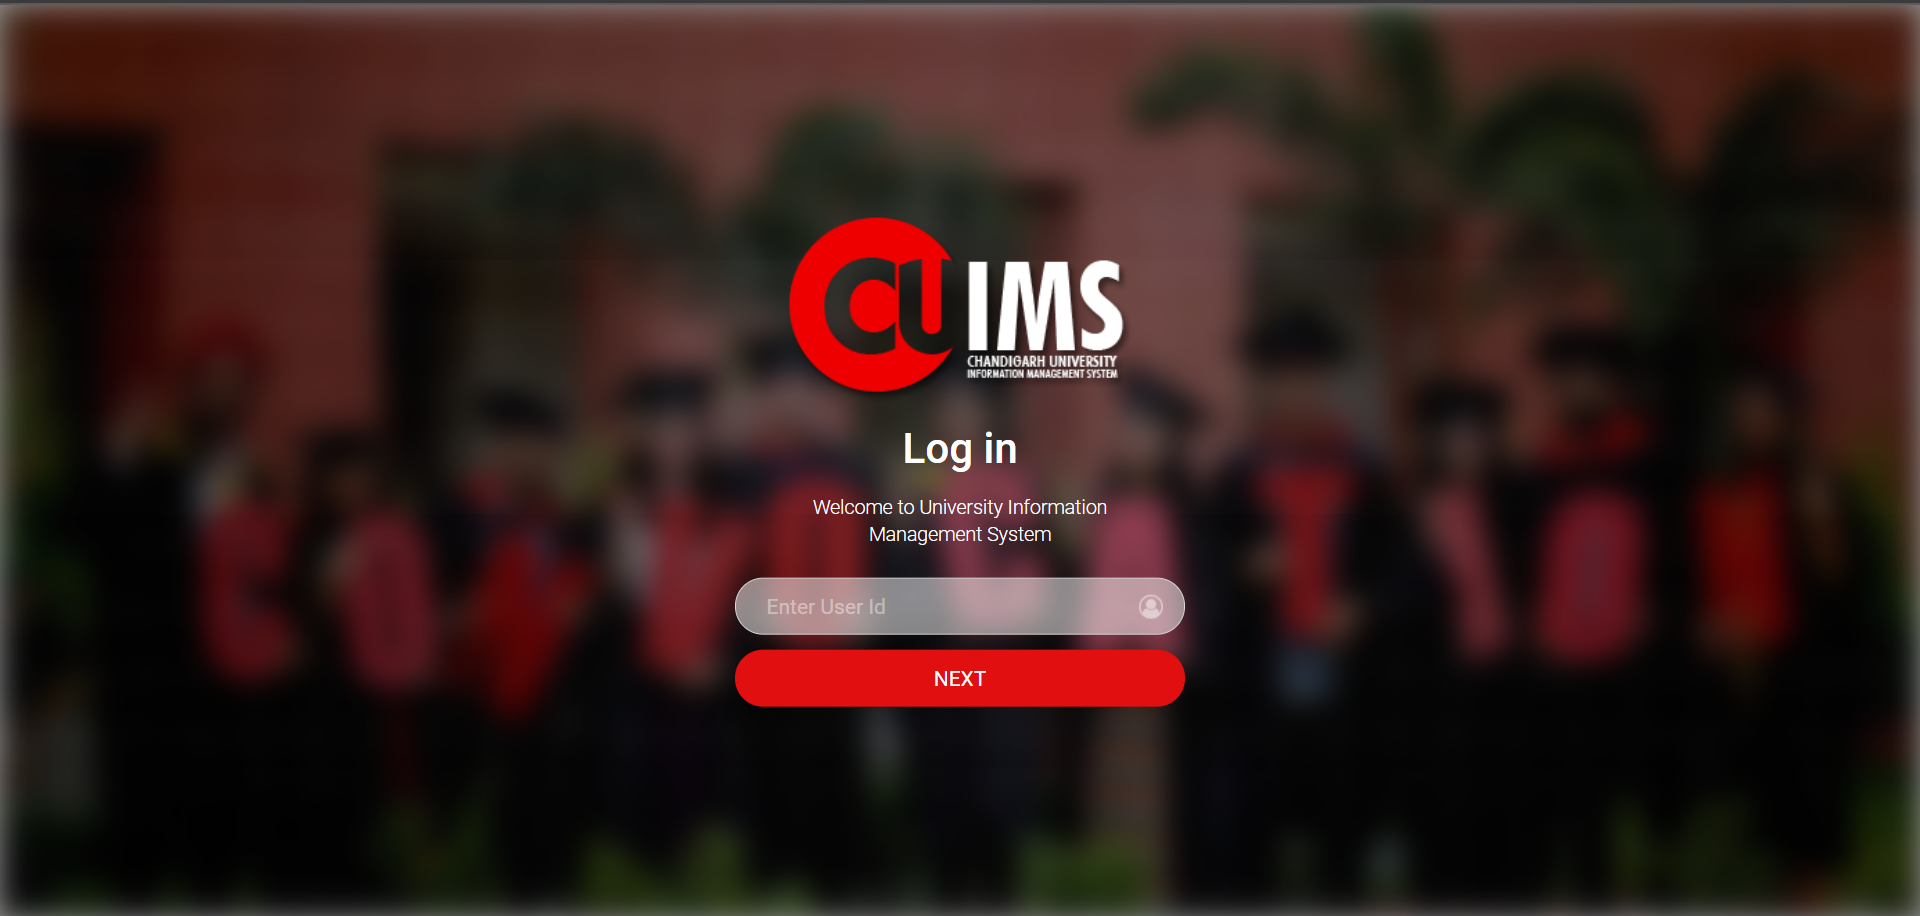 CU IMS
CHANDIGARH UNIVERSITY
INFORMATION MANAGEMENT SYSTEM
Log in
Welcome to University Information
Management System
Enter User Id
NEXT
CONVOCATION